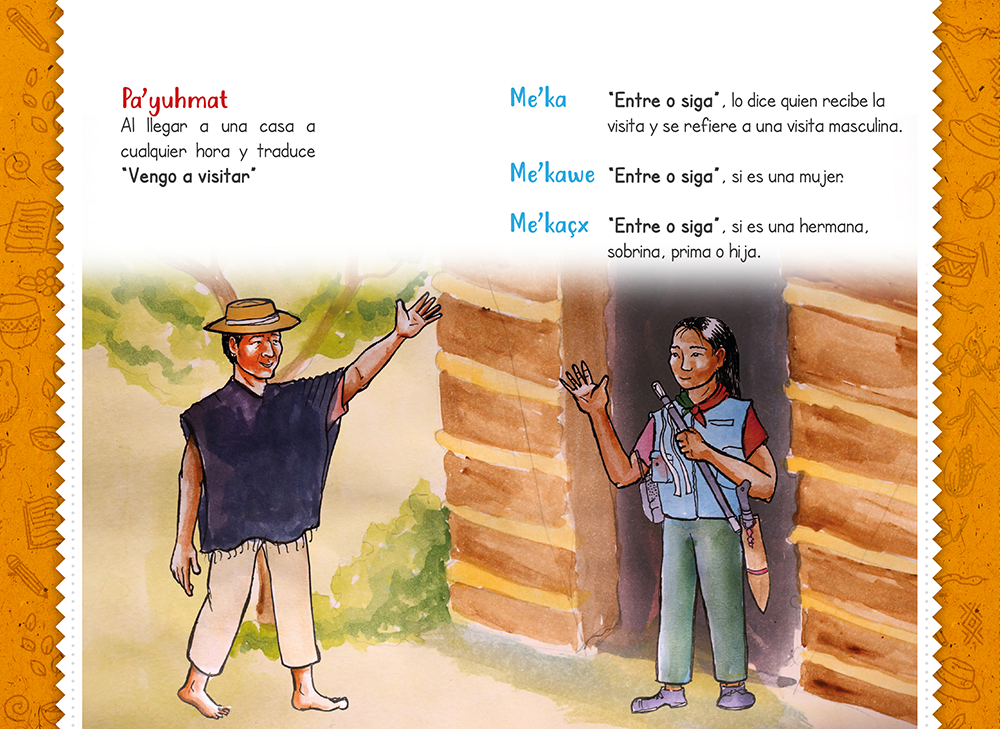 Pa’yuhmat
Al llegar a una casa a
cualquier hora y traduce
“Vengo a visitar”
Me’ka “Entre o siga”, lo dice quien recibe la
visita y se refiere a una visita masculina.
Me’kawe “Entre o siga”, si es una mujer.
Me’kaçx “Entre o siga”, si es una hermana,
sobrina, prima o hija.